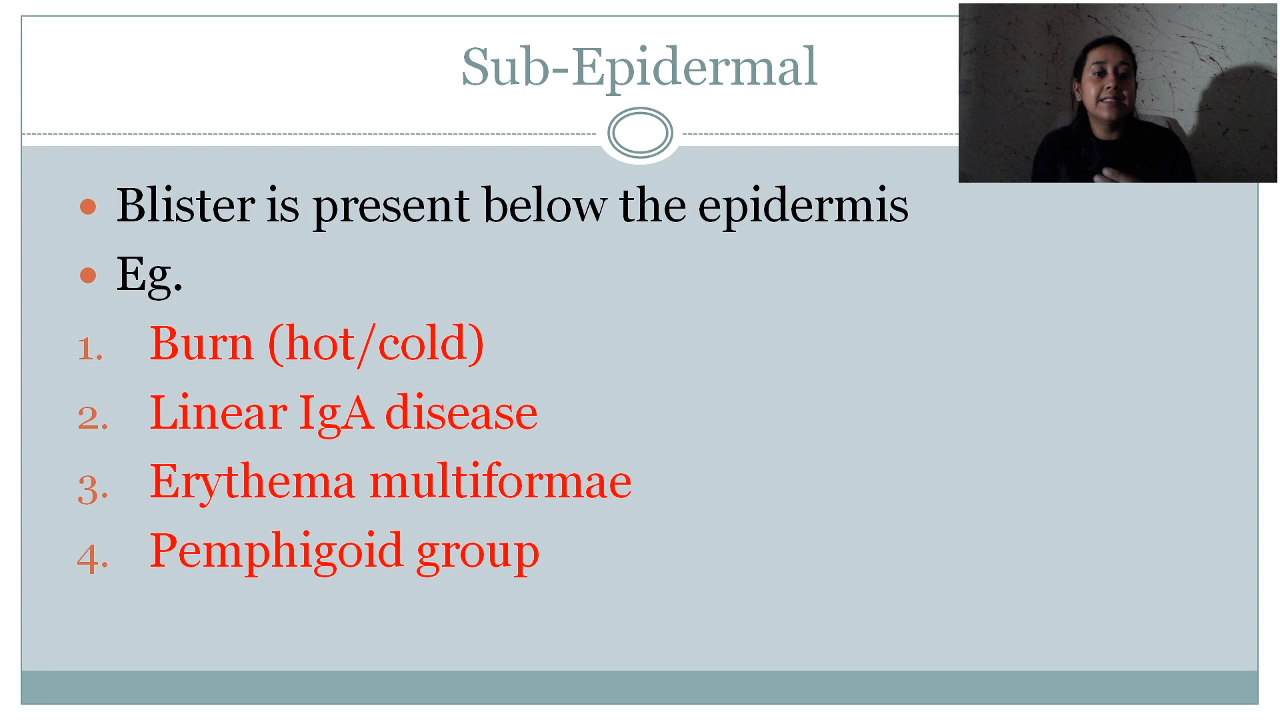 Sub-Epidermal
• Blister is present below the epidermis
• Eg.
1. Burn (hot/cold)
2. Linear IgA disease
3. Erythema multiformae
4. Pemphigoid group